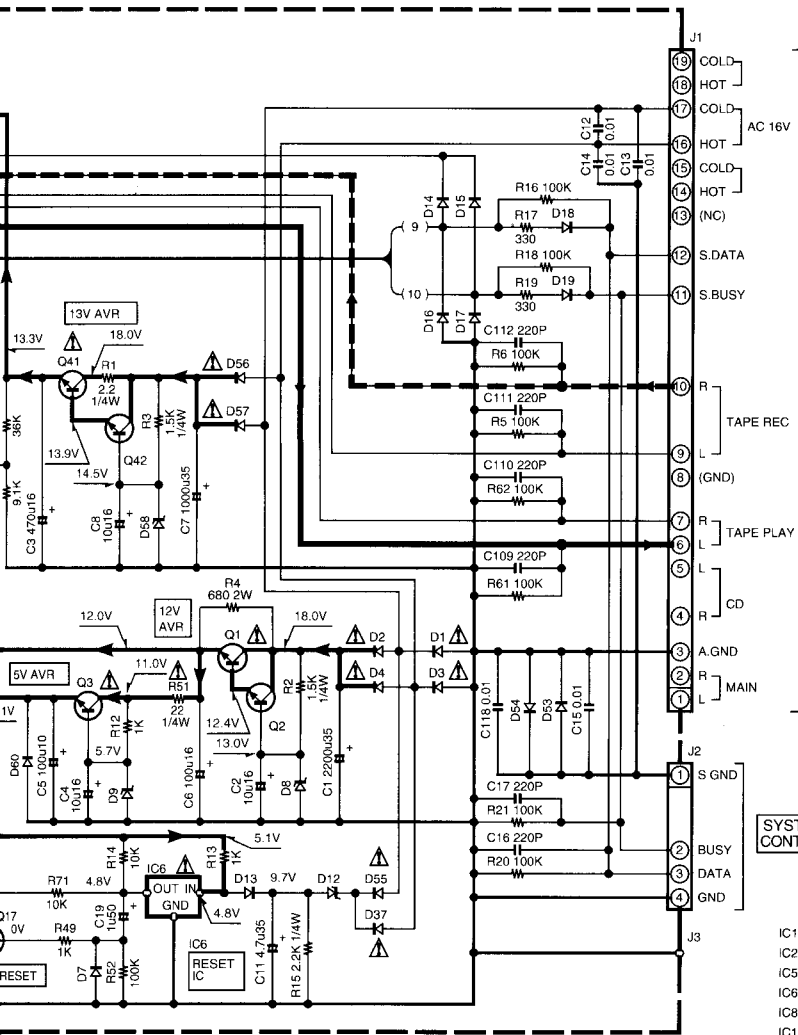 J1
19 COLD
18 HOT
17 COLD
AC 16V
16 HOT
15 COLD
14 HOT
13 (NC)
12 S.DATA
11 S.BUSY
10 R
TAPE REC
9 L
8 (GND)
7 R
TAPE PLAY
6 L
5 L
CD
4 R
3 A.GND
2 R
MAIN
1 L
J2
1 S GND
2 BUSY
3 DATA
4 GND
J3
C12
0.01
C14
0.01
C13
0.01
R16 100K
D14
D15
R17
330
D18
(9)
R18 100K
(10)
R19
330
D19
D16
D17
C112 220P
R6 100K
C111 220P
R5 100K
C110 220P
R62 100K
C109 220P
R61 100K
13V AVR
13.3V
18.0V
Q41
R1
2.2
1/4W
D56
D57
36K
9.1K
R3
1.5K
1/4W
Q42
13.9V
14.5V
C3 470u16
+
C8
10u16
+
D58
C7 1000u35
+
R4
680 2W
12.0V
12V
AVR
Q1
18.0V
D2
D1
D4
D3
5V AVR
11.0V
Q3
R51
22
1/4W
R2
1.5K
1/4W
Q2
12.4V
13.0V
1V
R12
1K
5.7V
D60
C5 100u10
+
C4
10u16
+
D9
C6 100u16
+
C2
10u16
+
D8
C1 2200u35
+
C118 0.01
D54
D53
C15 0.01
C17 220P
R21 100K
C16 220P
R20 100K
5.1V
R14
10K
R13
1K
IC6
OUT IN
GND
D13
9.7V
D12
D55
D37
R71
10K
4.8V
4.8V
Q17
0V
R49
1K
C19
1u50
+
IC6
RESET
IC
C11 4.7u35
+
R15 2.2K 1/4W
RESET
D7
R52
100K
SYST
CONT
IC1
IC2
IC5
IC6
IC8
IC1